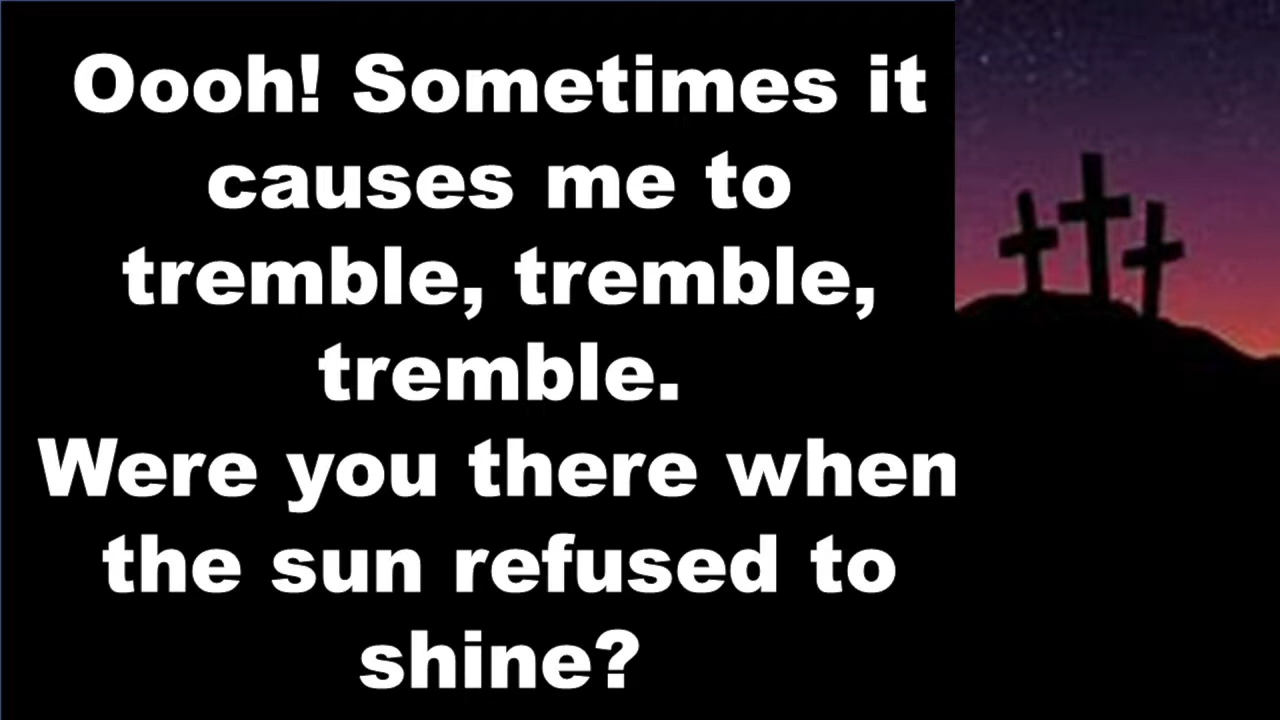 Oooh! Sometimes it
causes me to
tremble, tremble,
tremble.
Were you there when
the sun refused to
shine?